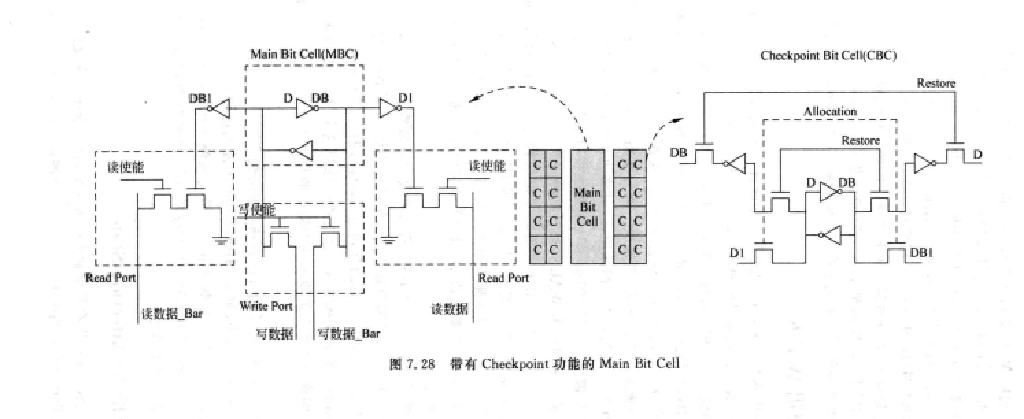 Main Bit Cell(MBC)
Checkpoint Bit Cell(CBC)
Restore
DB1
D
DB
D1
Allocation
Restore
DB
D
读使能
读使能
C C
C C
C C
C C
Main
Bit
Cell
C C
C C
C C
C C
D
DB
写使能
D1
DB1
Read Port
Read Port
读数据_Bar
Write Port
读数据
写数据
写数据_Bar
图 7.28 带有 Checkpoint 功能的 Main Bit Cell